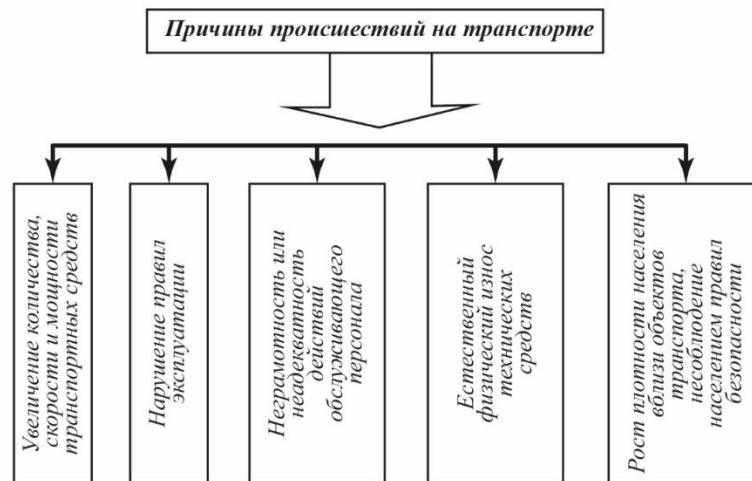 Причины происшествий на транспорте
Увеличение количества,
скорости и мощности
транспортных средств
Нарушение правил
эксплуатации
Неграмотность или
неадекватность
действий
обслуживающего
персонала
Естественный
физический износ
технических
средств
Рост плотности населения
вблизи объектов
транспорта,
несоблюдение
населением правил
безопасности